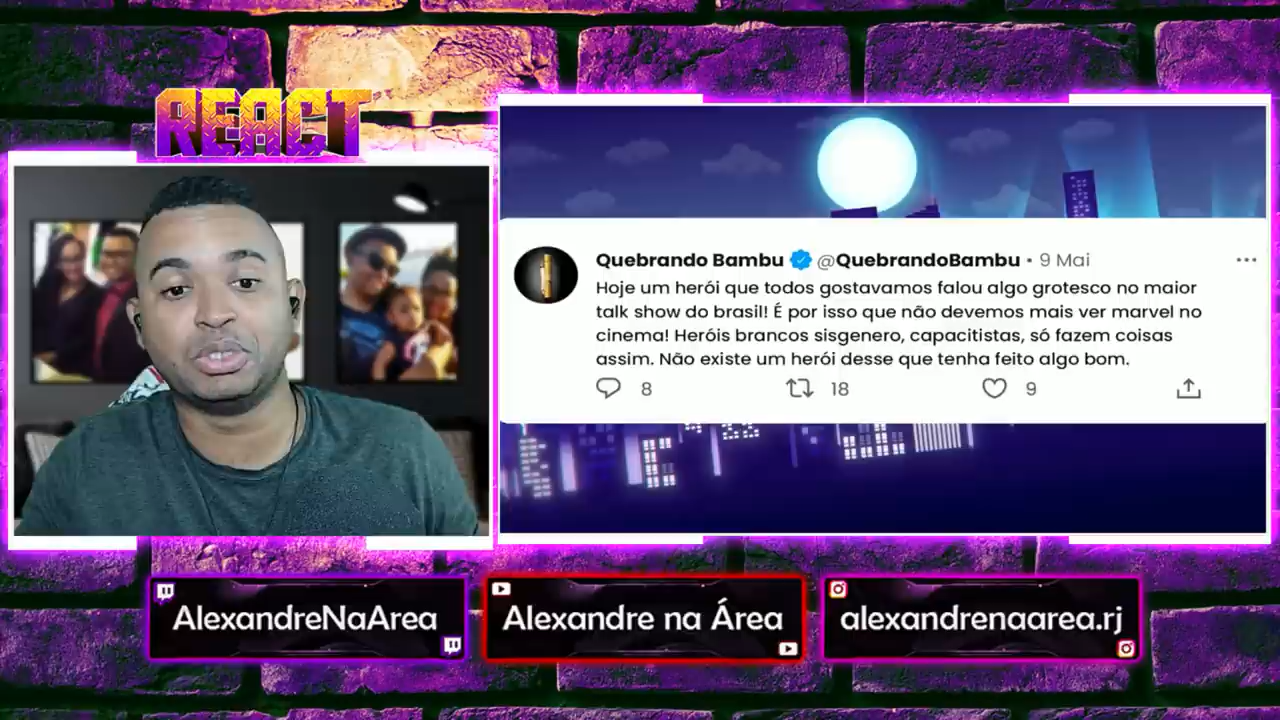 REACT
Quebrando Bambu @QuebrandoBambu • 9 Mai
Hoje um herói que todos gostavamos falou algo grotesco no maior
talk show do brasil! É por isso que não devemos mais ver marvel no
cinema! Heróis brancos sisgenero, capacitistas, só fazem coisas
assim. Não existe um herói desse que tenha feito algo bom.
8 18 9
AlexandreNaArea
Alexandre na Área
alexandrenaarea.rj